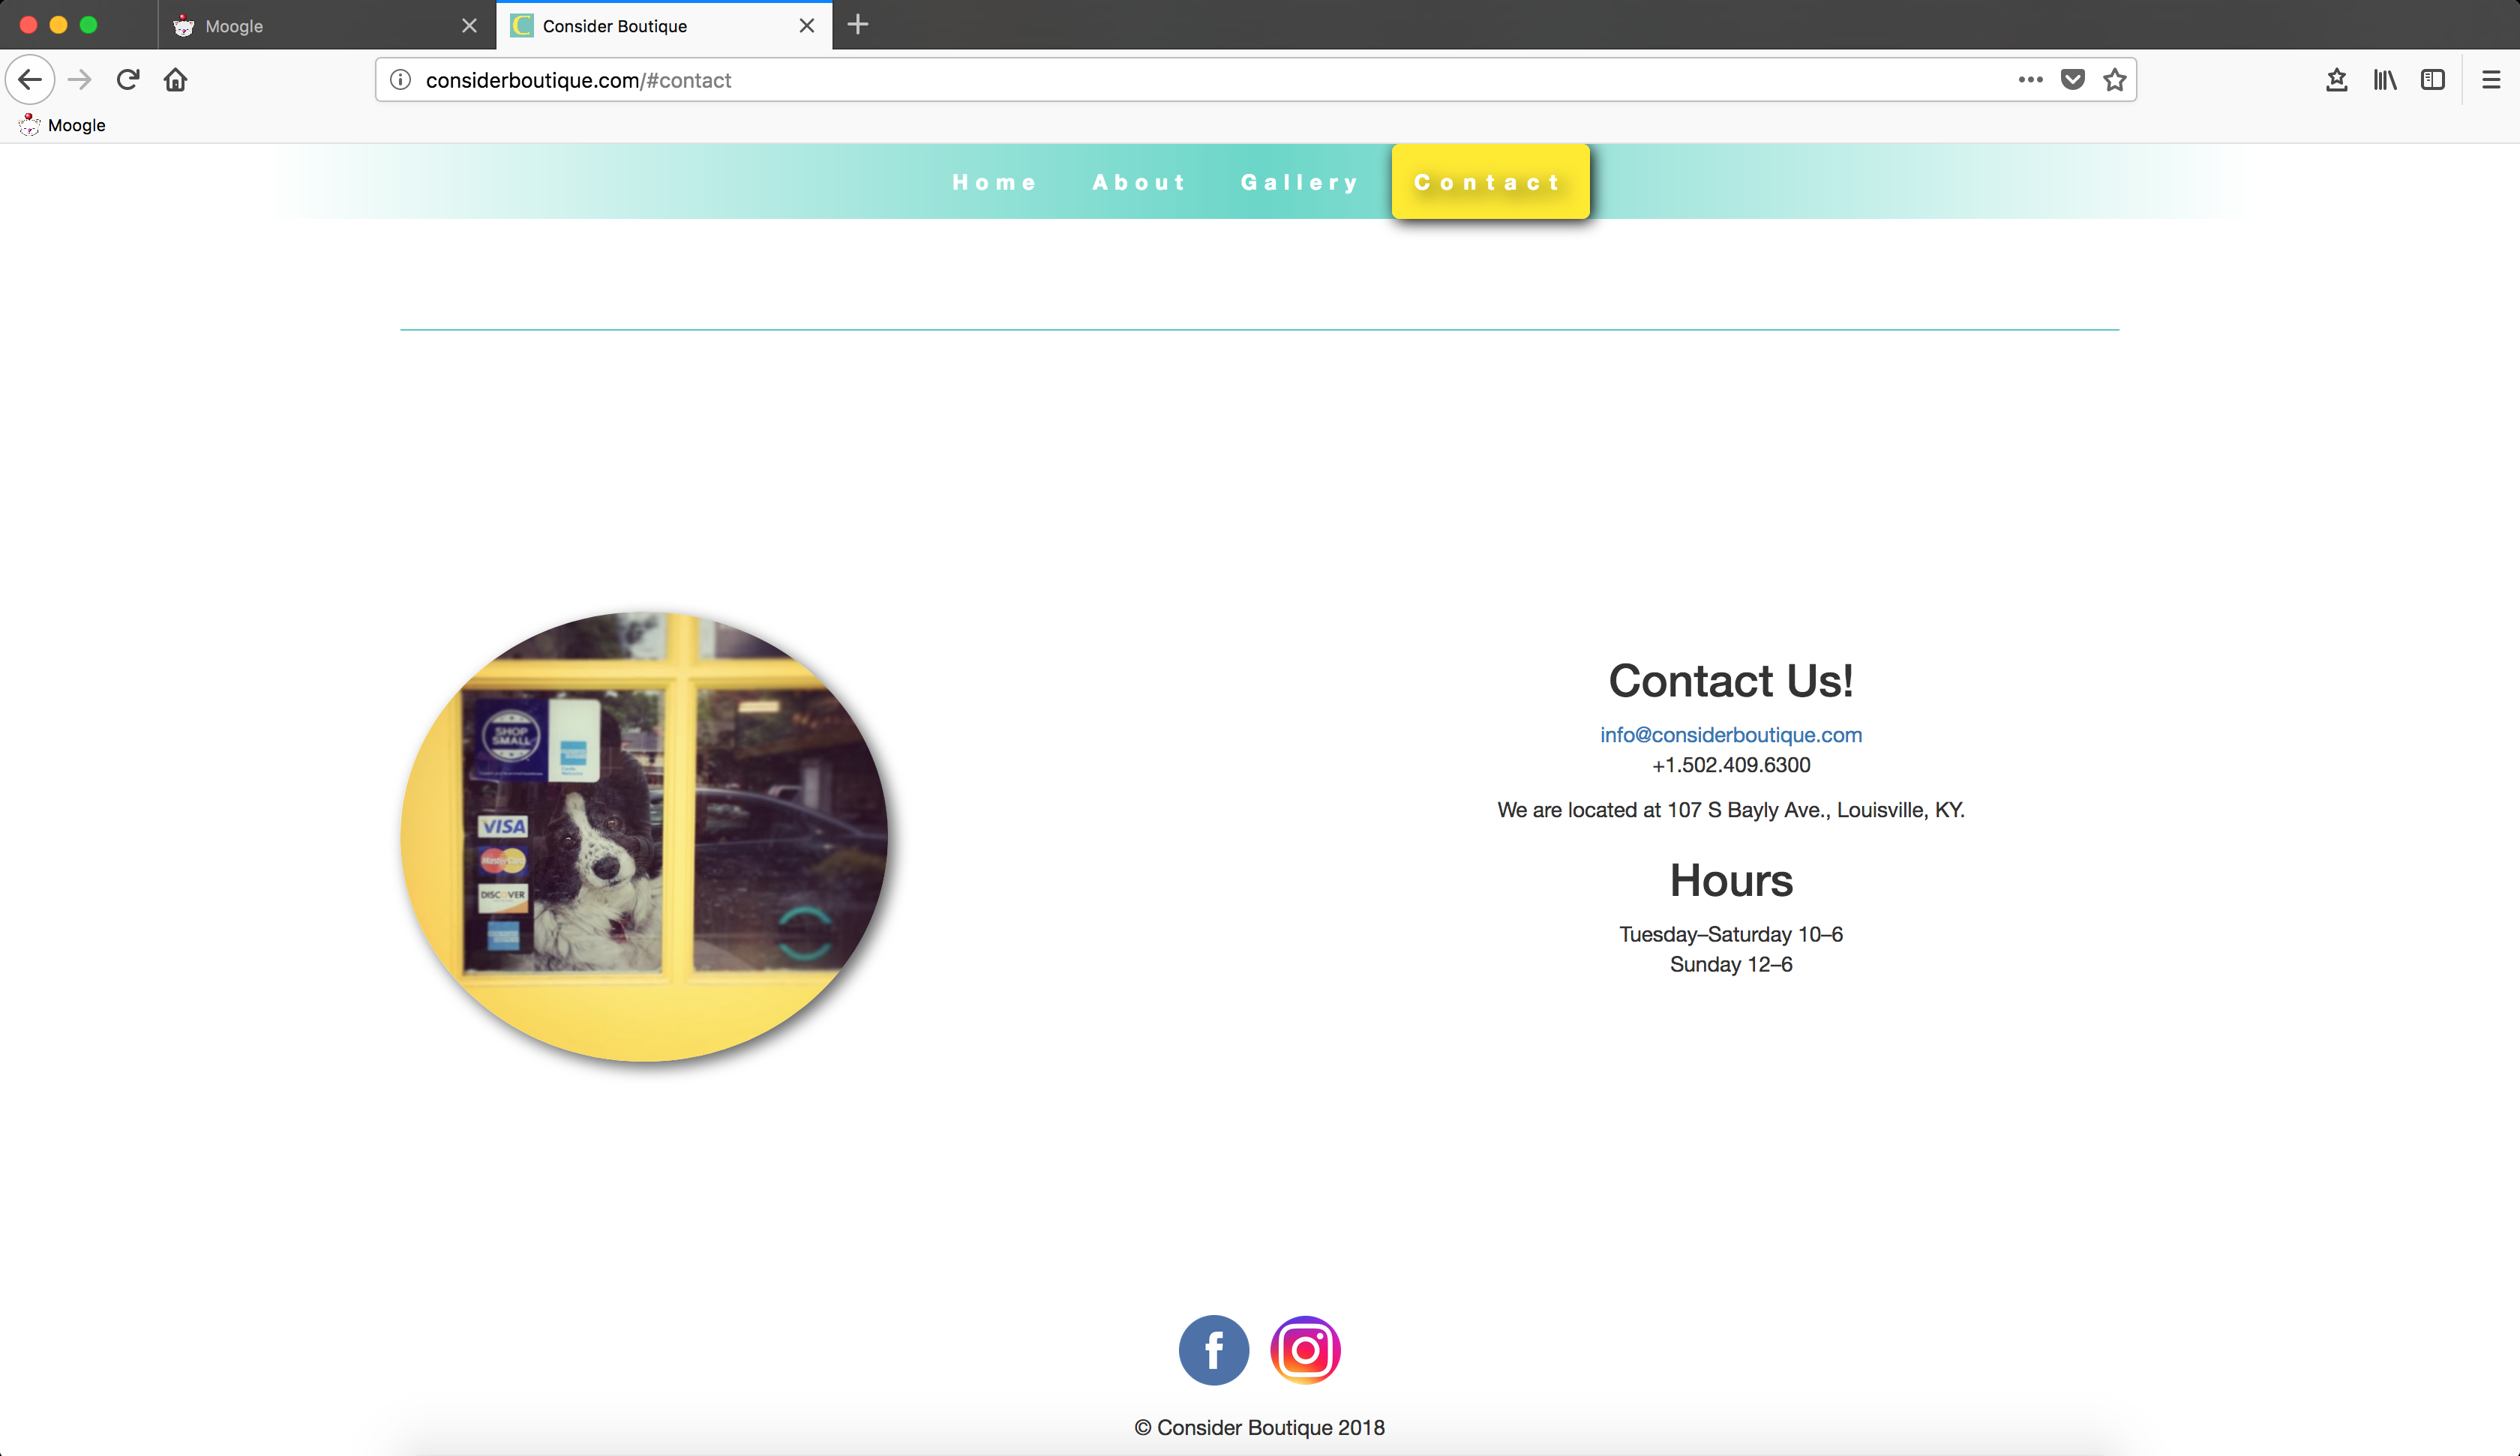 Moogle
C Consider Boutique
considerboutique.com/#contact
Moogle
Home About Gallery Contact
SHOP SMALL
VISA
MasterCard
DISCOVER
Contact Us!
info@considerboutique.com
+1.502.409.6300
We are located at 107 S Bayly Ave., Louisville, KY.
Hours
Tuesday–Saturday 10–6
Sunday 12–6
f
© Consider Boutique 2018